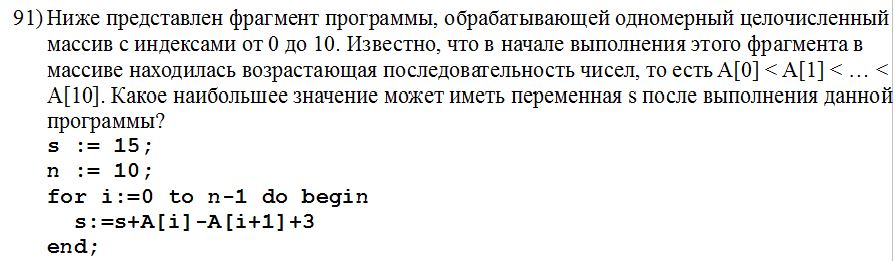 91) Ниже представлен фрагмент программы, обрабатывающей одномерный целочисленный
массив с индексами от 0 до 10. Известно, что в начале выполнения этого фрагмента в
массиве находилась возрастающая последовательность чисел, то есть A[0] < A[1] < … <
A[10]. Какое наибольшее значение может иметь переменная s после выполнения данной
программы?
s := 15;
n := 10;
for i:=0 to n-1 do begin
s:=s+A[i]-A[i+1]+3
end;